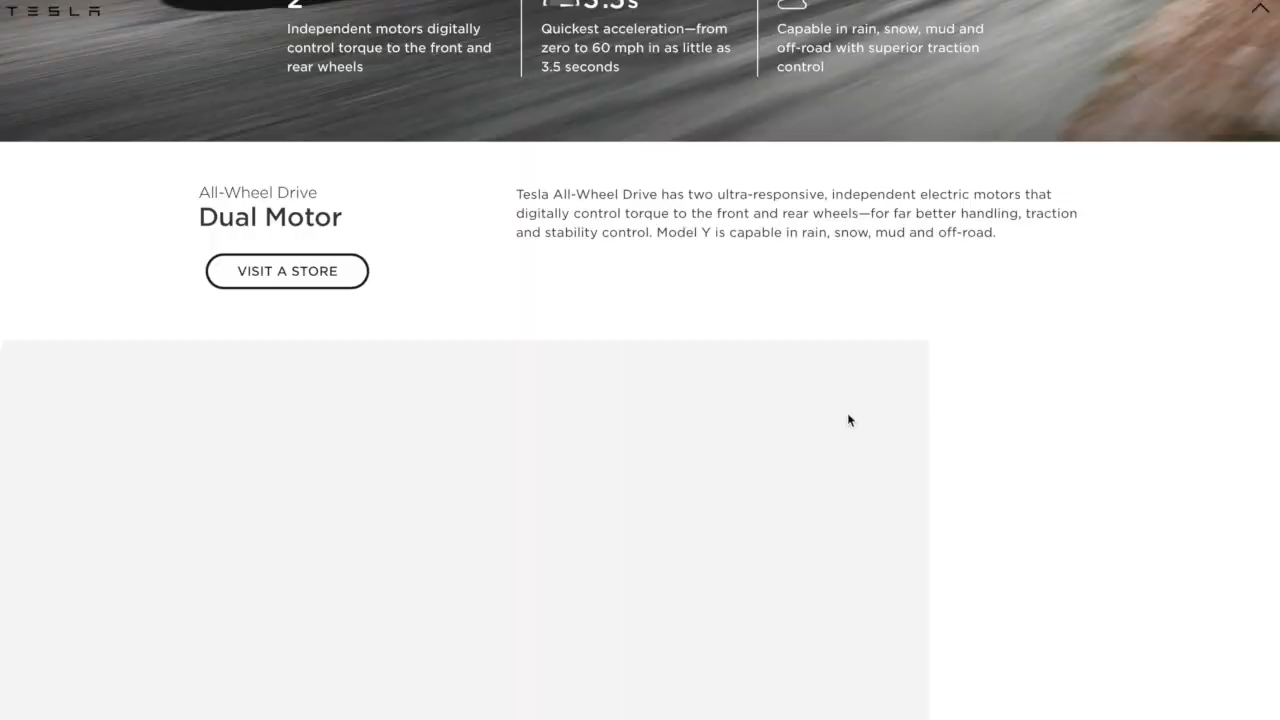 TESLA
2
3.5s
Independent motors digitally
control torque to the front and
rear wheels
Quickest acceleration—from
zero to 60 mph in as little as
3.5 seconds
Capable in rain, snow, mud and
off-road with superior traction
control
All-Wheel Drive
Dual Motor
VISIT A STORE
Tesla All-Wheel Drive has two ultra-responsive, independent electric motors that
digitally control torque to the front and rear wheels—for far better handling, traction
and stability control. Model Y is capable in rain, snow, mud and off-road.